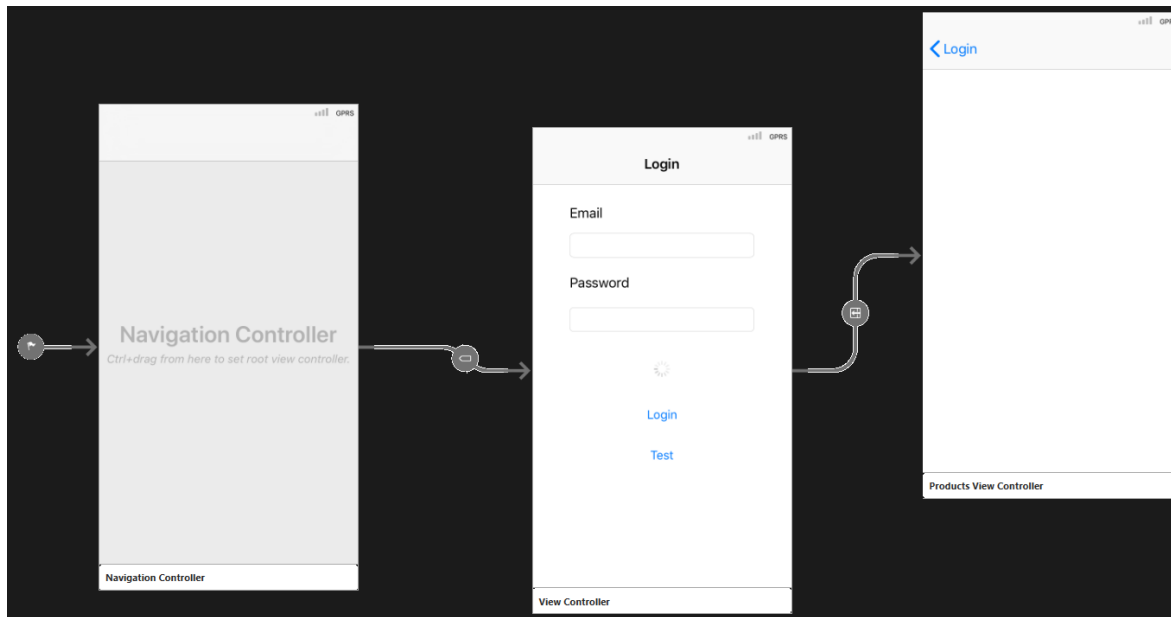 GPRS
Navigation Controller
Ctrl+drag from here to set root view controller.
Navigation Controller
GPRS
Login
Email
Password
Login
Test
View Controller
GPR
Login
Products View Controller